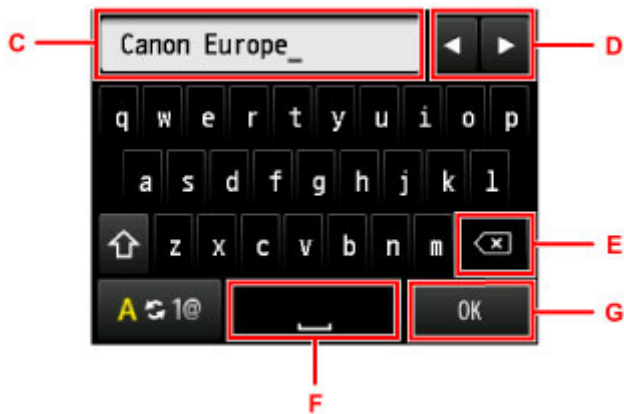 C Canon Europe_ D
q w e r t y u i o p
a s d f g h j k l
z x c v b n m E
A 1@ OK G
F